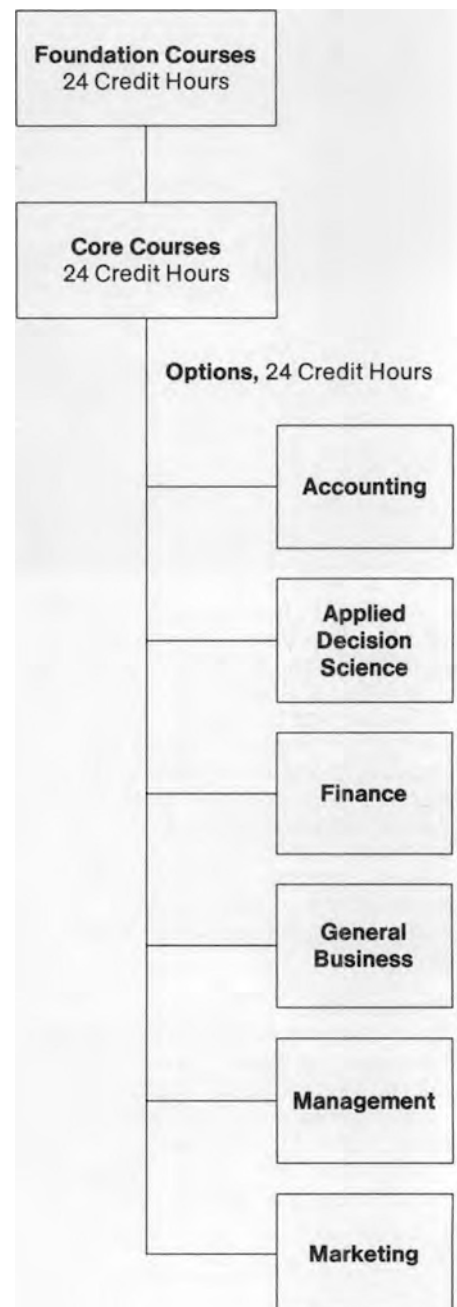 Foundation Courses
24 Credit Hours
Core Courses
24 Credit Hours
Options, 24 Credit Hours
Accounting
Applied
Decision
Science
Finance
General
Business
Management
Marketing